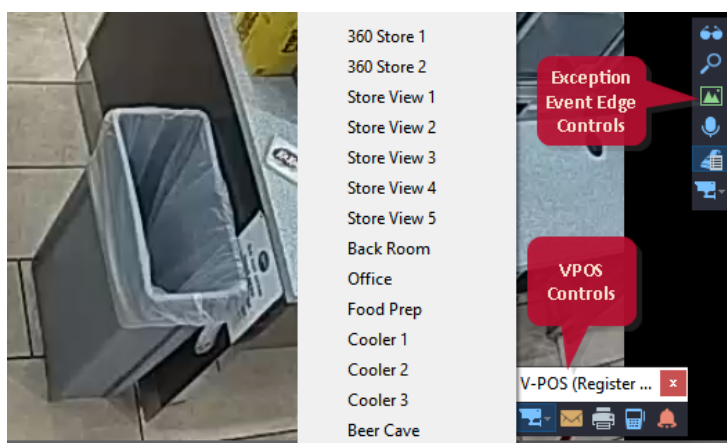 360 Store 1
360 Store 2
Store View 1
Store View 2
Store View 3
Store View 4
Store View 5
Back Room
Office
Food Prep
Cooler 1
Cooler 2
Cooler 3
Beer Cave
Exception
Event Edge
Controls
VPOS
Controls
V-POS (Register ...
x